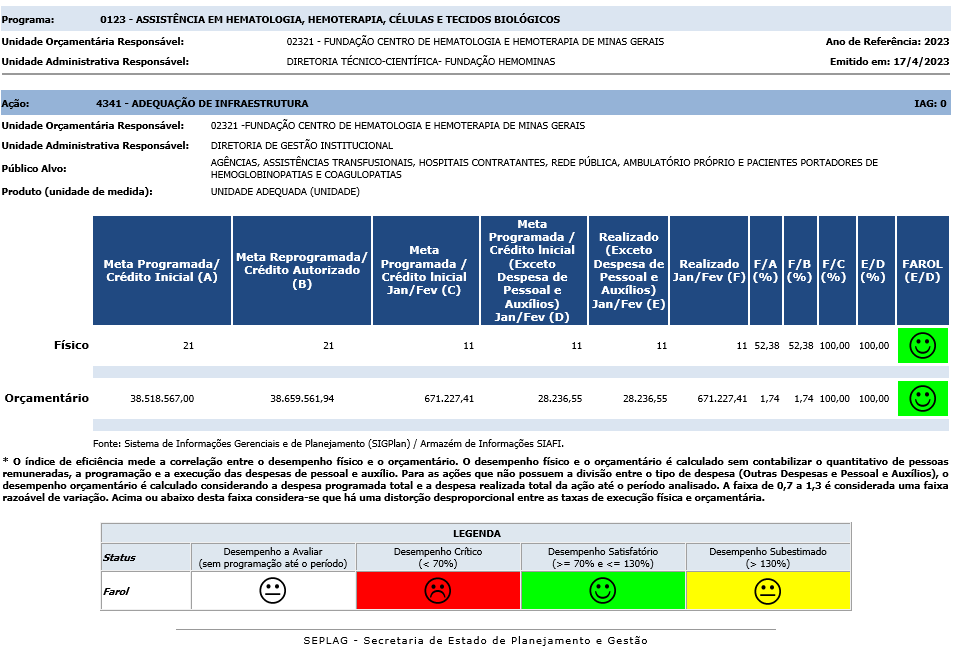 Programa: 0123 - ASSISTÊNCIA EM HEMATOLOGIA, HEMOTERAPIA, CÉLULAS E TECIDOS BIOLÓGICOS
Unidade Orçamentária Responsável: 02321 - FUNDAÇÃO CENTRO DE HEMATOLOGIA E HEMOTERAPIA DE MINAS GERAIS Ano de Referência: 2023
Unidade Administrativa Responsável: DIRETORIA TÉCNICO-CIENTÍFICA- FUNDAÇÃO HEMOMINAS Emitido em: 17/4/2023
Ação: 4341 - ADEQUAÇÃO DE INFRAESTRUTURA IAG: 0
Unidade Orçamentária Responsável: 02321 -FUNDAÇÃO CENTRO DE HEMATOLOGIA E HEMOTERAPIA DE MINAS GERAIS
Unidade Administrativa Responsável: DIRETORIA DE GESTÃO INSTITUCIONAL
Público Alvo: AGÊNCIAS, ASSISTÊNCIAS TRANSFUSIONAIS, HOSPITAIS CONTRATANTES, REDE PÚBLICA, AMBULATÓRIO PRÓPRIO E PACIENTES PORTADORES DE
HEMOGLOBINOPATIAS E COAGULOPATIAS
Produto (unidade de medida): UNIDADE ADEQUADA (UNIDADE)
Meta Programada/
Crédito Inicial (A)
Meta Reprogramada/
Crédito Autorizado
(B)
Meta
Programada /
Crédito Inicial
Jan/Fev (C)
Meta
Programada /
Crédito Inicial
(Exceto
Despesa de
Pessoal e
Auxílios)
Jan/Fev (D)
Realizado
(Exceto
Despesa de
Pessoal e
Auxílios)
Jan/Fev (E)
Realizado
Jan/Fev (F)
F/A
(%)
F/B
(%)
F/C
(%)
E/D
(%)
FAROL
(E/D)
Físico 21 21 11 11 11 11 52,38 52,38 100,00 100,00
Orçamentário 38.518.567,00 38.659.561,94 671.227,41 28.236,55 28.236,55 671.227,41 1,74 1,74 100,00 100,00
Fonte: Sistema de Informações Gerenciais e de Planejamento (SIGPlan) / Armazém de Informações SIAFI.
* O índice de eficiência mede a correlação entre o desempenho físico e o orçamentário. O desempenho físico e o orçamentário é calculado sem contabilizar o quantitativo de pessoas
remuneradas, a programação e a execução das despesas de pessoal e auxílio. Para as ações que não possuem a divisão entre o tipo de despesa (Outras Despesas e Pessoal e Auxílios), o
desempenho orçamentário é calculado considerando a despesa programada total e a despesa realizada total da ação até o período analisado. A faixa de 0,7 a 1,3 é considerada uma faixa
razoável de variação. Acima ou abaixo desta faixa considera-se que há uma distorção desproporcional entre as taxas de execução física e orçamentária.
LEGENDA
Status
Desempenho a Avaliar
(sem programação até o período)
Desempenho Crítico
(< 70%)
Desempenho Satisfatório
(>= 70% e <= 130%)
Desempenho Subestimado
(> 130%)
Farol
SEPLAG - Secretaria de Estado de Planejamento e Gestão